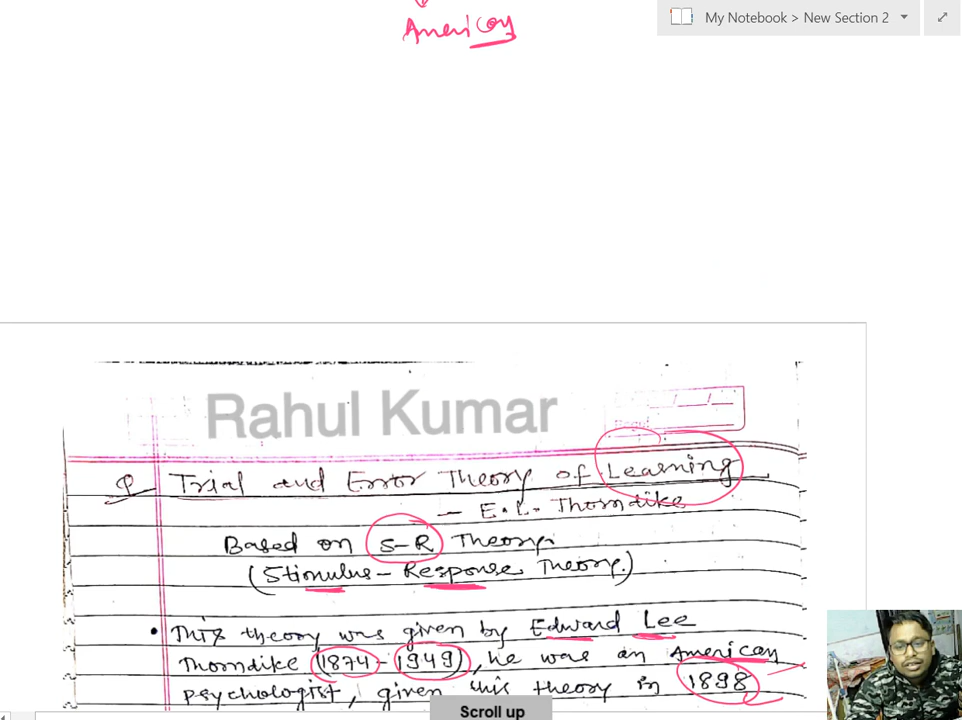 American
My Notebook > New Section 2
Rahul Kumar
Q Trial and Error Theory of Learning
- E.L. Thorndike
Based on S-R Theory
(Stimulus - Response Theory.)
• This theory was given by Edward Lee
Thorndike (1874 - 1949), he was an American
psychologist, given this theory in 1898
Scroll up